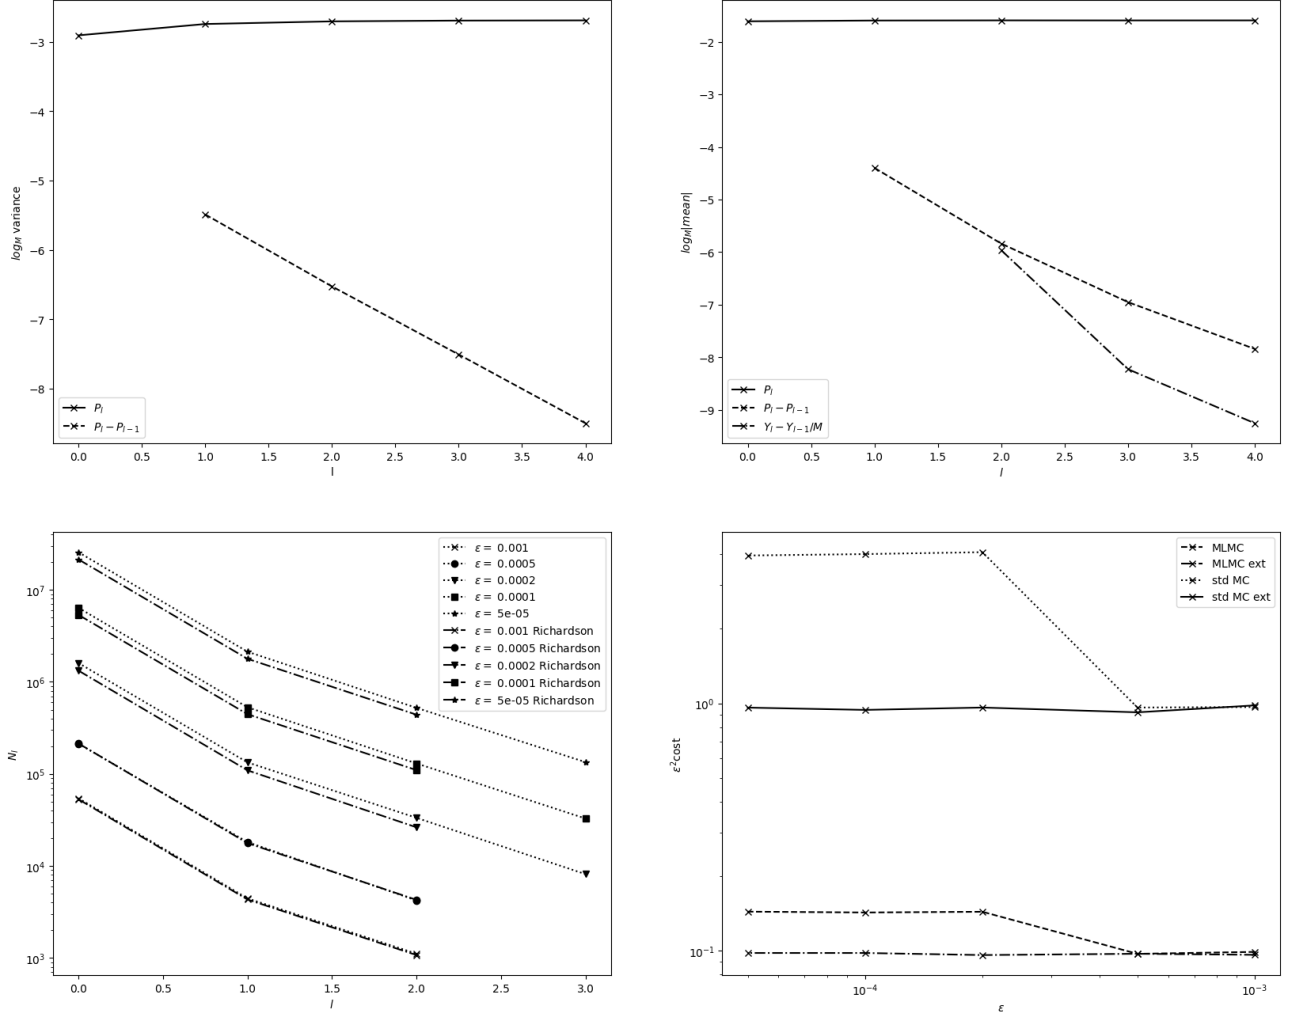 log_M variance
−3
−4
−5
−6
−7
−8
P_l
P_l − P_{l−1}
0.0 0.5 1.0 1.5 2.0 2.5 3.0 3.5 4.0
l
log_M|mean|
−2
−3
−4
−5
−6
−7
−8
−9
P_l
P_l − P_{l−1}
Y_l − Y_{l−1}/M
0.0 0.5 1.0 1.5 2.0 2.5 3.0 3.5 4.0
l
N_l
10^7
10^6
10^5
10^4
10^3
ε = 0.001
ε = 0.0005
ε = 0.0002
ε = 0.0001
ε = 5e-05
ε = 0.001 Richardson
ε = 0.0005 Richardson
ε = 0.0002 Richardson
ε = 0.0001 Richardson
ε = 5e-05 Richardson
0.0 0.5 1.0 1.5 2.0 2.5 3.0
l
ε^2cost
10^0
10^{−1}
MLMC
MLMC ext
std MC
std MC ext
10^{−4} 10^{−3}
ε